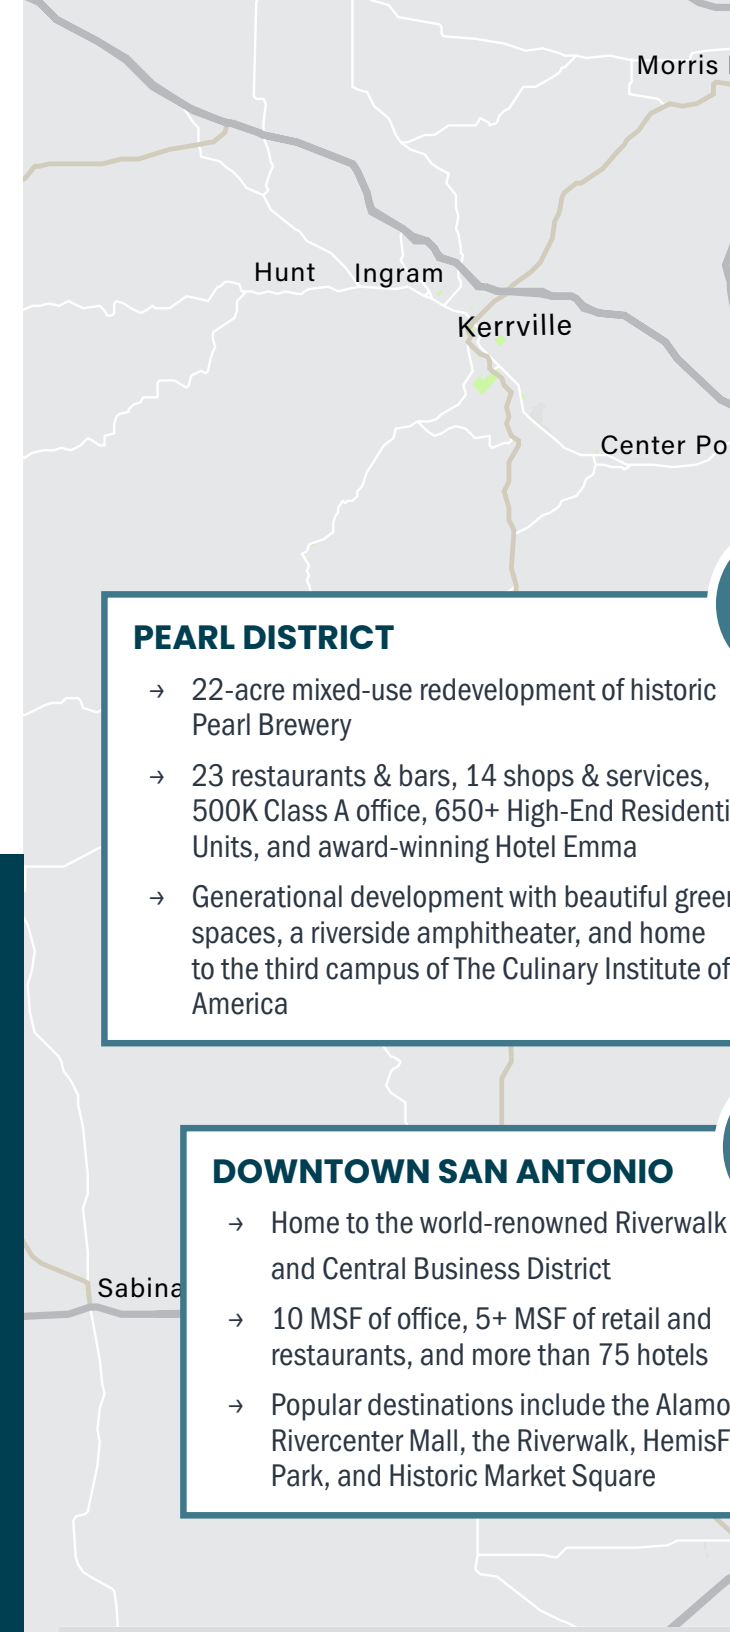 Morris
Hunt Ingram
Kerrville
Center Po
PEARL DISTRICT
→ 22-acre mixed-use redevelopment of historic
Pearl Brewery
→ 23 restaurants & bars, 14 shops & services,
500K Class A office, 650+ High-End Residenti
Units, and award-winning Hotel Emma
→ Generational development with beautiful green
spaces, a riverside amphitheater, and home
to the third campus of The Culinary Institute of
America
DOWNTOWN SAN ANTONIO
→ Home to the world-renowned Riverwalk
and Central Business District
Sabina
→ 10 MSF of office, 5+ MSF of retail and
restaurants, and more than 75 hotels
→ Popular destinations include the Alamo
Rivercenter Mall, the Riverwalk, HemisF
Park, and Historic Market Square